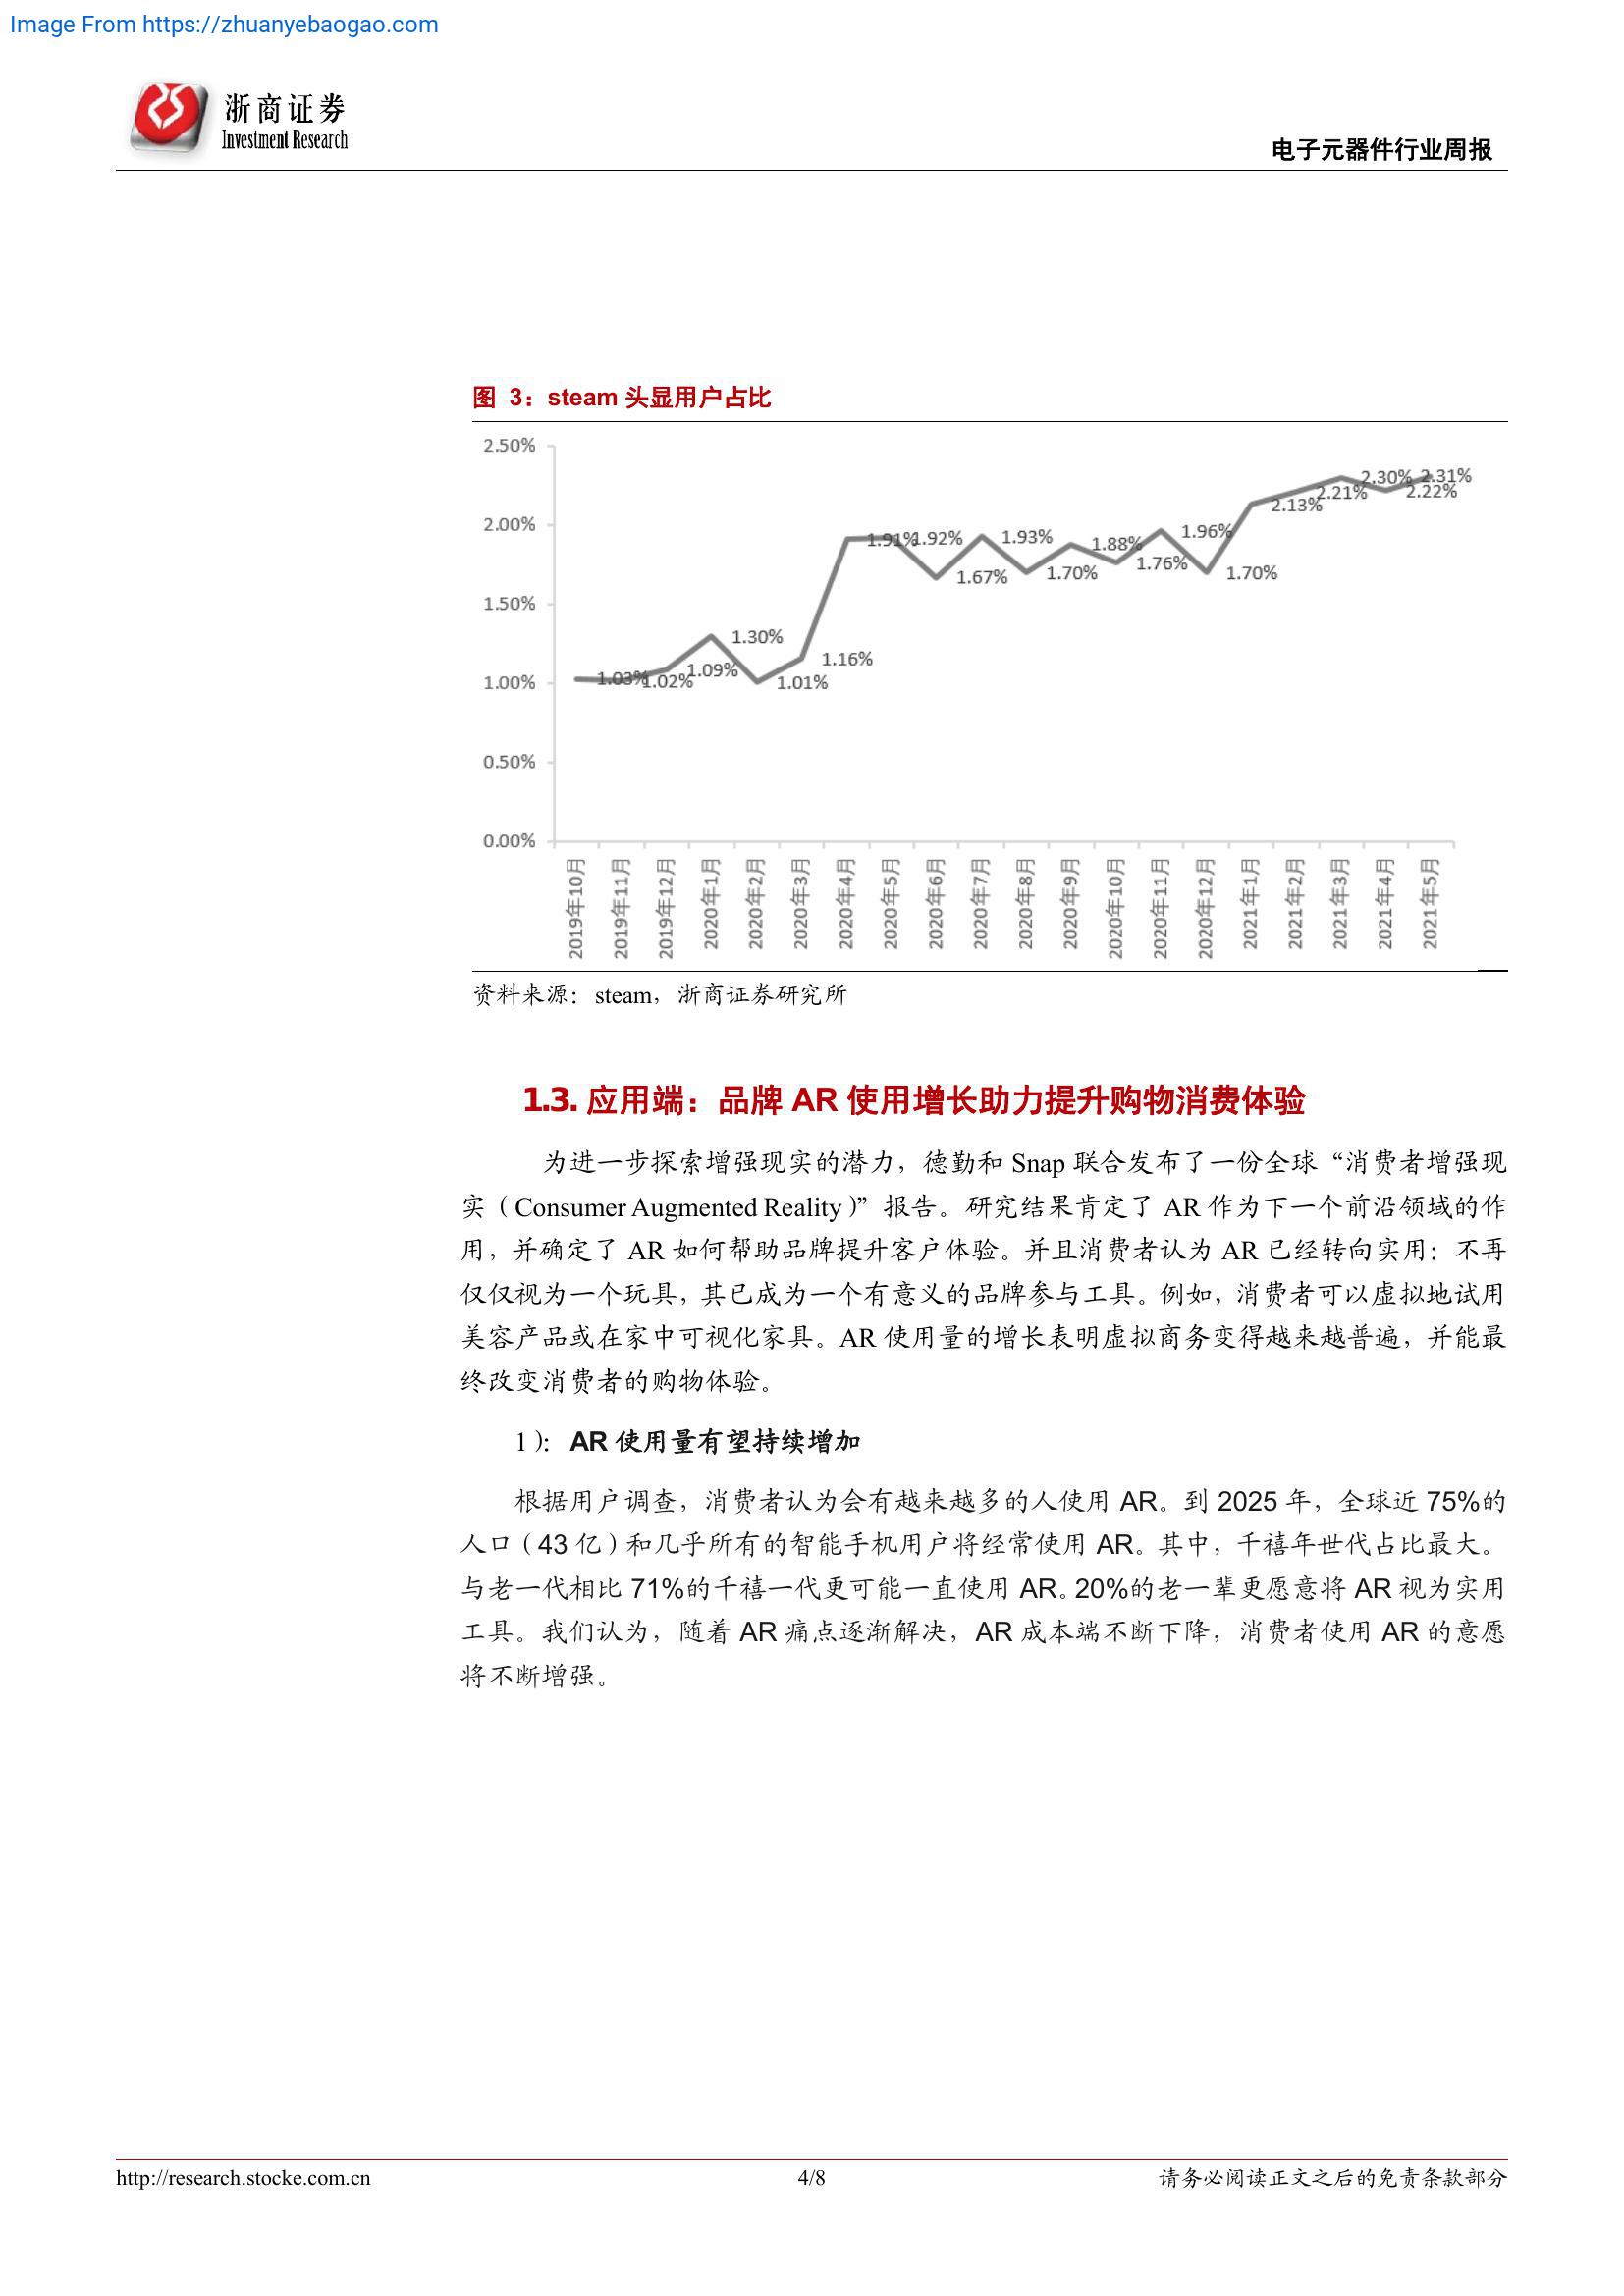 Image From https://zhuanyebaogao.com
浙商证券
Investment Research
电子元器件行业周报
图 3：steam 头显用户占比
2.50%
2.00%
1.50%
1.00%
0.50%
0.00%
1.03%
1.02%
1.09%
1.30%
1.01%
1.16%
1.91%
1.92%
1.67%
1.93%
1.70%
1.88%
1.76%
1.96%
1.70%
2.13%
2.21%
2.30%
2.22%
2.31%
2019年10月
2019年11月
2019年12月
2020年1月
2020年2月
2020年3月
2020年4月
2020年5月
2020年6月
2020年7月
2020年8月
2020年9月
2020年10月
2020年11月
2020年12月
2021年1月
2021年2月
2021年3月
2021年4月
2021年5月
资料来源：steam，浙商证券研究所
1.3. 应用端：品牌 AR 使用增长助力提升购物消费体验
为进一步探索增强现实的潜力，德勤和 Snap 联合发布了一份全球“消费者增强现
实（Consumer Augmented Reality）”报告。研究结果肯定了 AR 作为下一个前沿领域的作
用，并确定了 AR 如何帮助品牌提升客户体验。并且消费者认为 AR 已经转向实用：不再
仅仅视为一个玩具，其已成为一个有意义的品牌参与工具。例如，消费者可以虚拟地试用
美容产品或在家中可视化家具。AR 使用量的增长表明虚拟商务变得越来越普遍，并能最
终改变消费者的购物体验。
1）：AR 使用量有望持续增加
根据用户调查，消费者认为会有越来越多的人使用 AR。到 2025 年，全球近 75%的
人口（43 亿）和几乎所有的智能手机用户将经常使用 AR。其中，千禧年世代占比最大。
与老一代相比 71%的千禧一代更可能一直使用 AR。20%的老一辈更愿意将 AR 视为实用
工具。我们认为，随着 AR 痛点逐渐解决，AR 成本端不断下降，消费者使用 AR 的意愿
将不断增强。
http://research.stocke.com.cn
4/8
请务必阅读正文之后的免责条款部分